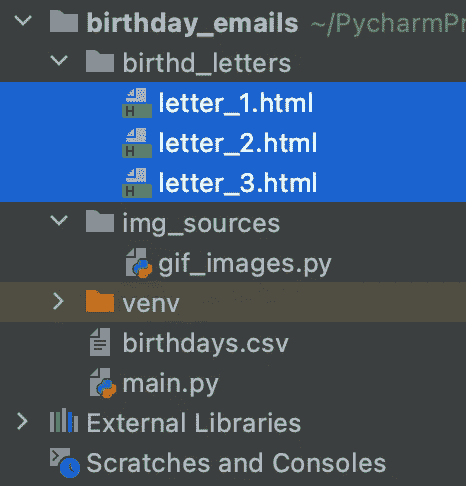 birthday_emails ~/PycharmPr
birthd_letters
letter_1.html
letter_2.html
letter_3.html
img_sources
gif_images.py
venv
birthdays.csv
main.py
External Libraries
Scratches and Consoles